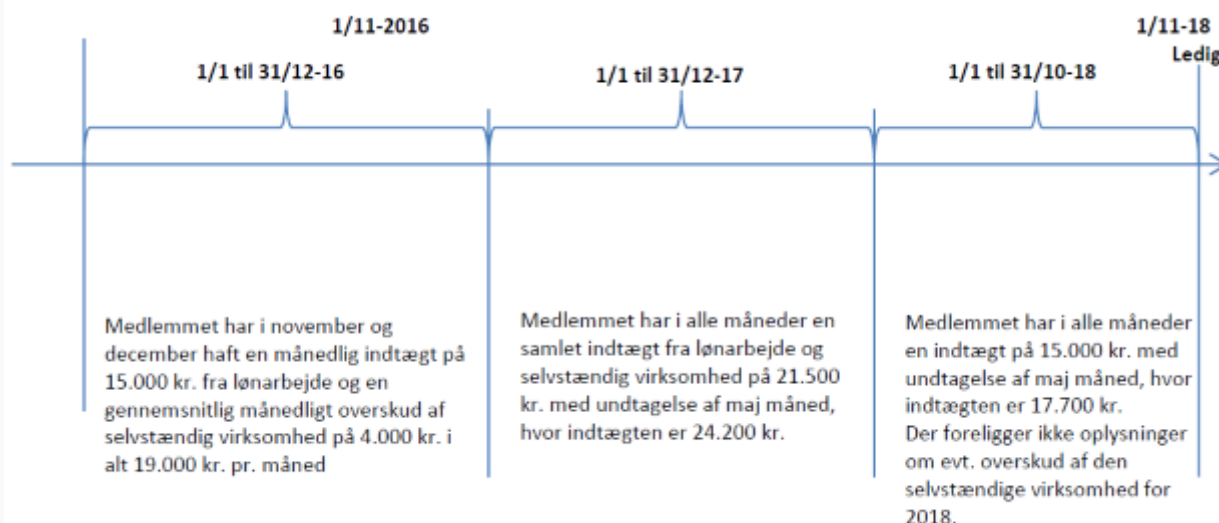 1/11-2016
1/11-18
Ledig
1/1 til 31/12-16
1/1 til 31/12-17
1/1 til 31/10-18
Medlemmet har i november og
december haft en månedlig indtægt på
15.000 kr. fra lønarbejde og en
gennemsnitlig månedligt overskud af
selvstændig virksomhed på 4.000 kr. i
alt 19.000 kr. pr. måned
Medlemmet har i alle måneder en
samlet indtægt fra lønarbejde og
selvstændig virksomhed på 21.500
kr. med undtagelse af maj måned,
hvor indtægten er 24.200 kr.
Medlemmet har i alle måneder
en indtægt på 15.000 kr. med
undtagelse af maj måned, hvor
indtægten er 17.700 kr.
Der foreligger ikke oplysninger
om evt. overskud af den
selvstændige virksomhed for
2018.